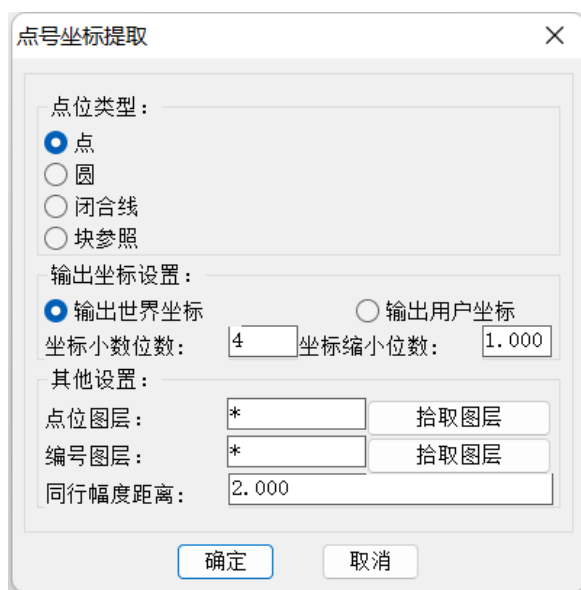 点号坐标提取
点位类型：
点
圆
闭合线
块参照
输出坐标设置：
输出世界坐标 输出用户坐标
坐标小数位数： 4 坐标缩小位数： 1.000
其他设置：
点位图层： * 拾取图层
编号图层： * 拾取图层
同行幅度距离： 2.000
确定 取消